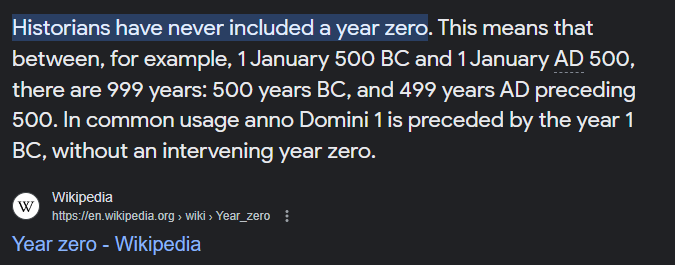 Historians have never included a year zero. This means that
between, for example, 1 January 500 BC and 1 January AD 500,
there are 999 years: 500 years BC, and 499 years AD preceding
500. In common usage anno Domini 1 is preceded by the year 1
BC, without an intervening year zero.
W
Wikipedia
https://en.wikipedia.org › wiki › Year_zero
Year zero - Wikipedia